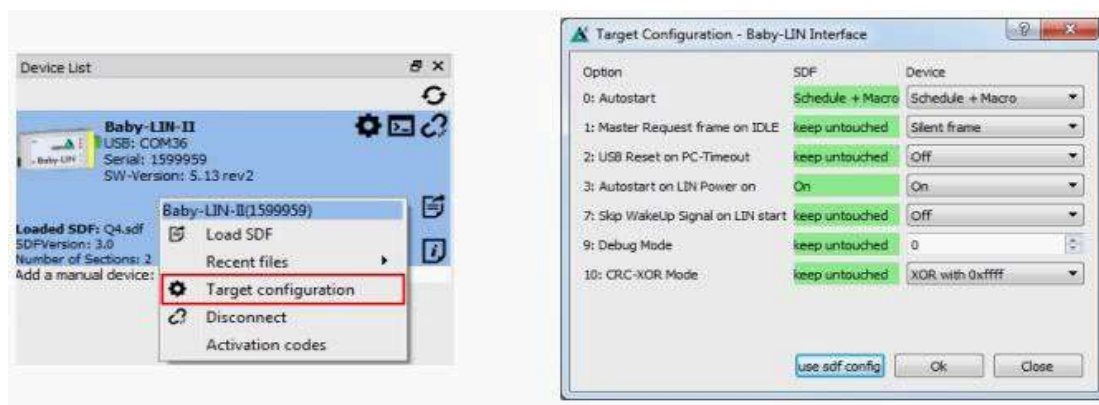 Device List
Baby-LIN-II
USB: COM36
Serial: 1599959
SW-Version: 5.13 rev2
Baby-LIN
Loaded SDF: Q4.sdf
SDFVersion: 3.0
Number of Sections: 2
Add a manual device:
Baby-LIN-II(1599959)
Load SDF
Recent files
Target configuration
Disconnect
Activation codes
Target Configuration - Baby-LIN Interface
Option SDF Device
0: Autostart Schedule + Macro Schedule + Macro
1: Master Request frame on IDLE keep untouched Silent frame
2: USB Reset on PC-Timeout keep untouched Off
3: Autostart on LIN Power on On On
7: Skip WakeUp Signal on LIN start keep untouched Off
9: Debug Mode keep untouched 0
10: CRC-XOR Mode keep untouched XOR with 0xffff
use sdf config Ok Close